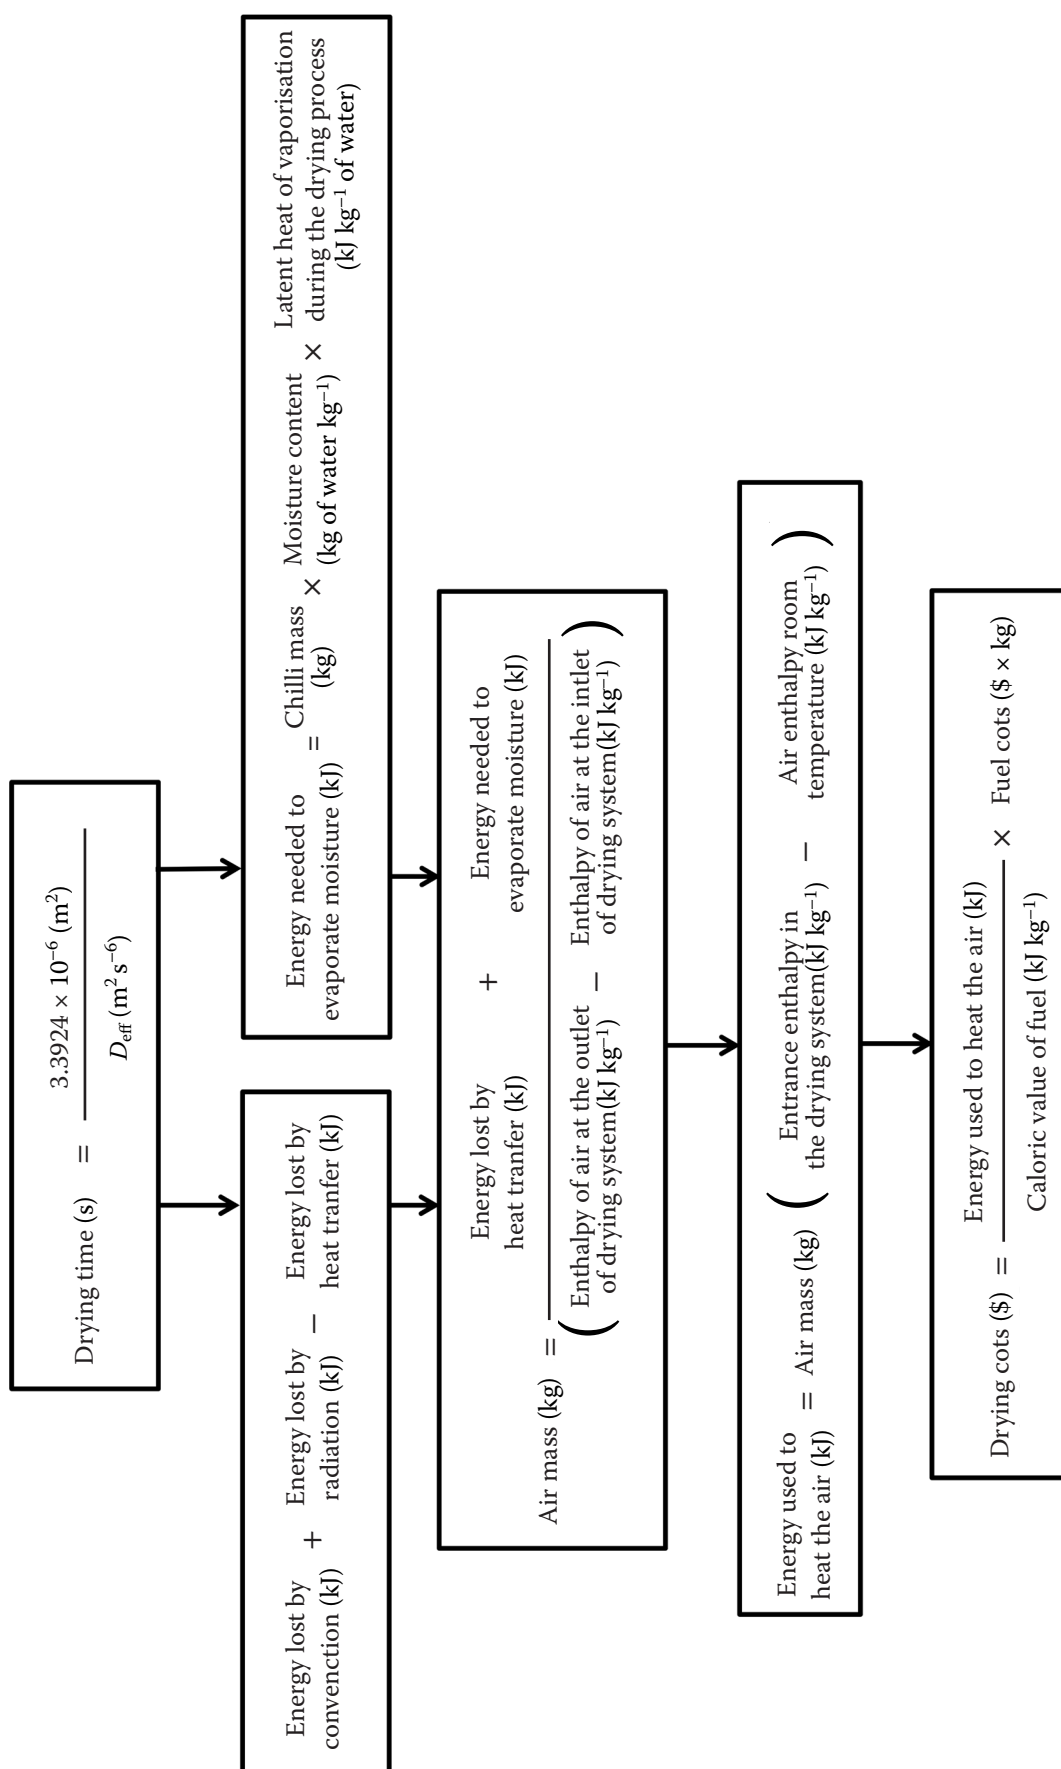 Drying time (s) = 3.3924 × 10⁻⁶ (m²)
D_eff (m² s⁻⁶)
Energy lost by
convenction (kJ)
+
Energy lost by
radiation (kJ)
−
Energy lost by
heat tranfer (kJ)
Energy needed to
evaporate moisture (kJ)
=
Chilli mass
(kg)
×
Moisture content
(kg of water kg⁻¹)
×
Latent heat of vaporisation
during the drying process
(kJ kg⁻¹ of water)
Air mass (kg) =
Energy lost by
heat tranfer (kJ)
+
Energy needed to
evaporate moisture (kJ)
(
Enthalpy of air at the outlet
of drying system(kJ kg⁻¹)
−
Enthalpy of air at the intlet
of drying system(kJ kg⁻¹)
)
Energy used to
heat the air (kJ)
= Air mass (kg)
(
Entrance enthalpy in
the drying system(kJ kg⁻¹)
−
Air enthalpy room
temperature (kJ kg⁻¹)
)
Drying cots ($) =
Energy used to heat the air (kJ)
Caloric value of fuel (kJ kg⁻¹)
× Fuel cots ($ × kg)